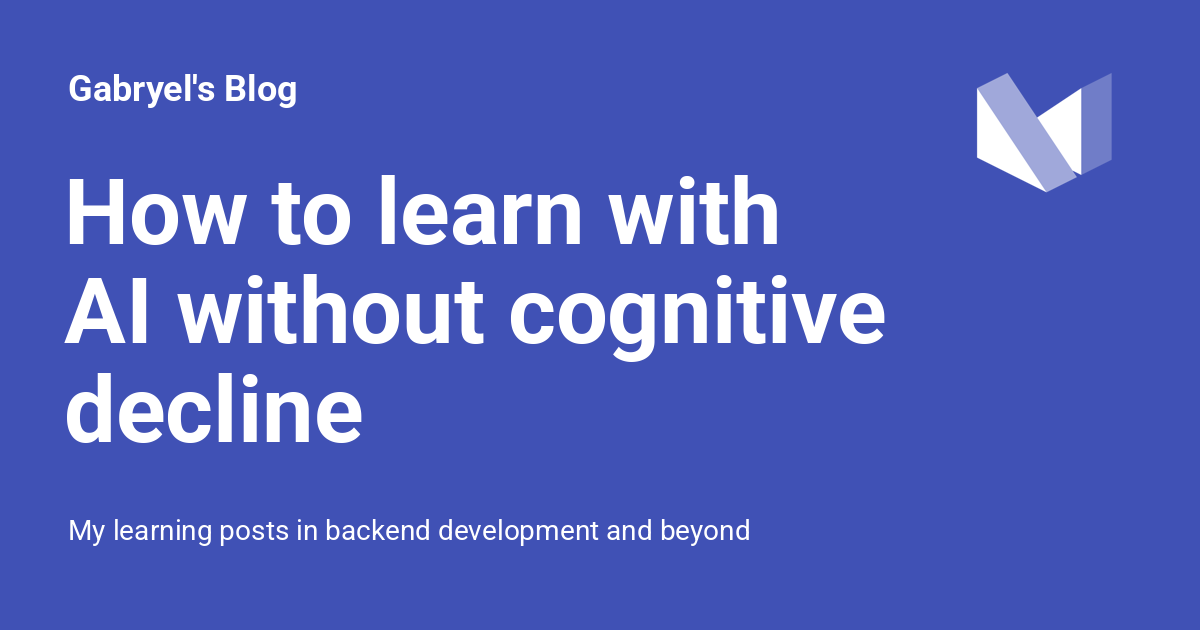 Gabryel's Blog
How to learn with
AI without cognitive
decline
My learning posts in backend development and beyond